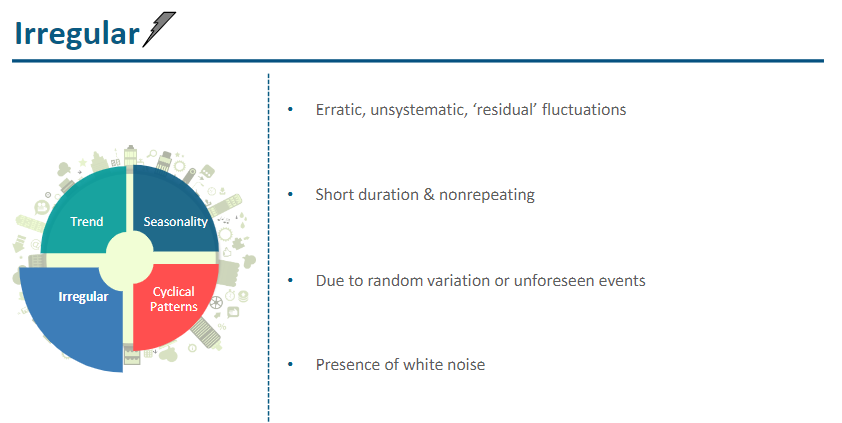 Irregular
Trend
Seasonality
Irregular
Cyclical
Patterns
• Erratic, unsystematic, ‘residual’ fluctuations
• Short duration & nonrepeating
• Due to random variation or unforeseen events
• Presence of white noise